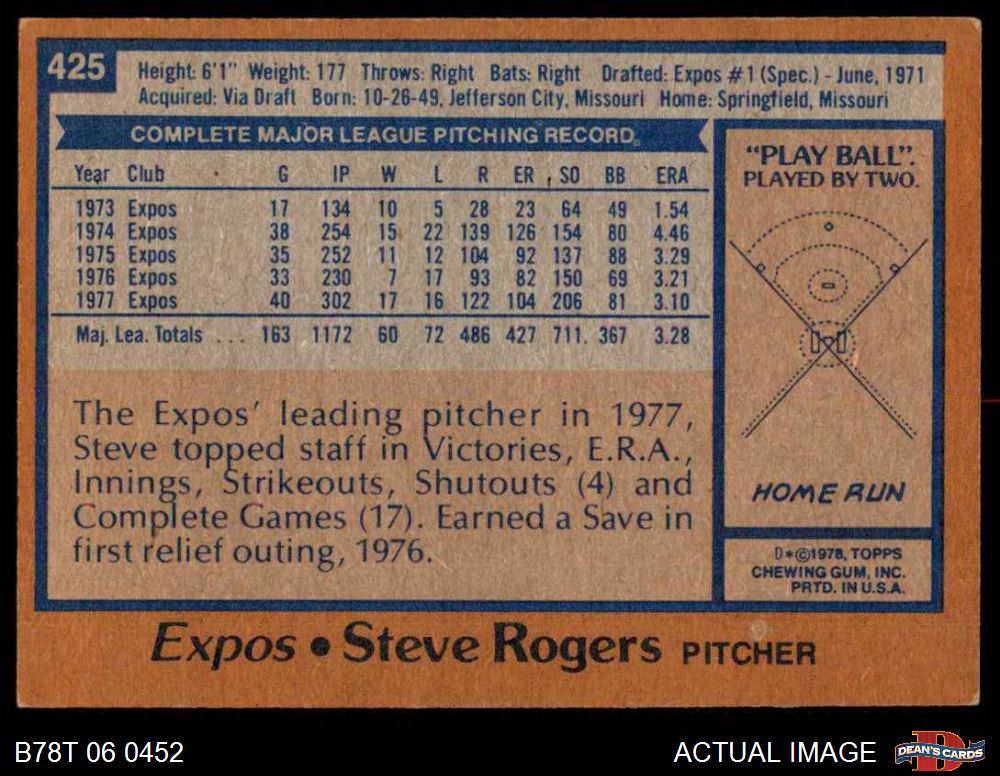 425
Height: 6'1" Weight: 177 Throws: Right Bats: Right Drafted: Expos #1 (Spec.) - June, 1971
Acquired: Via Draft Born: 10-26-49, Jefferson City, Missouri Home: Springfield, Missouri
COMPLETE MAJOR LEAGUE PITCHING RECORD.
Year Club G IP W L R ER SO BB ERA
1973 Expos 17 134 10 5 28 23 64 49 1.54
1974 Expos 38 254 15 22 139 126 154 80 4.46
1975 Expos 35 252 11 12 104 92 137 88 3.29
1976 Expos 33 230 7 17 93 82 150 69 3.21
1977 Expos 40 302 17 16 122 104 206 81 3.10
Maj. Lea. Totals . . . 163 1172 60 72 486 427 711. 367 3.28
The Expos' leading pitcher in 1977,
Steve topped staff in Victories, E.R.A.,
Innings, Strikeouts, Shutouts (4) and
Complete Games (17). Earned a Save in
first relief outing, 1976.
"PLAY BALL".
PLAYED BY TWO.
HOME RUN
D*©1978, TOPPS
CHEWING GUM, INC.
PRTD. IN U.S.A.
Expos • Steve Rogers PITCHER
B78T 06 0452
ACTUAL IMAGE
D
DEAN'S CARDS